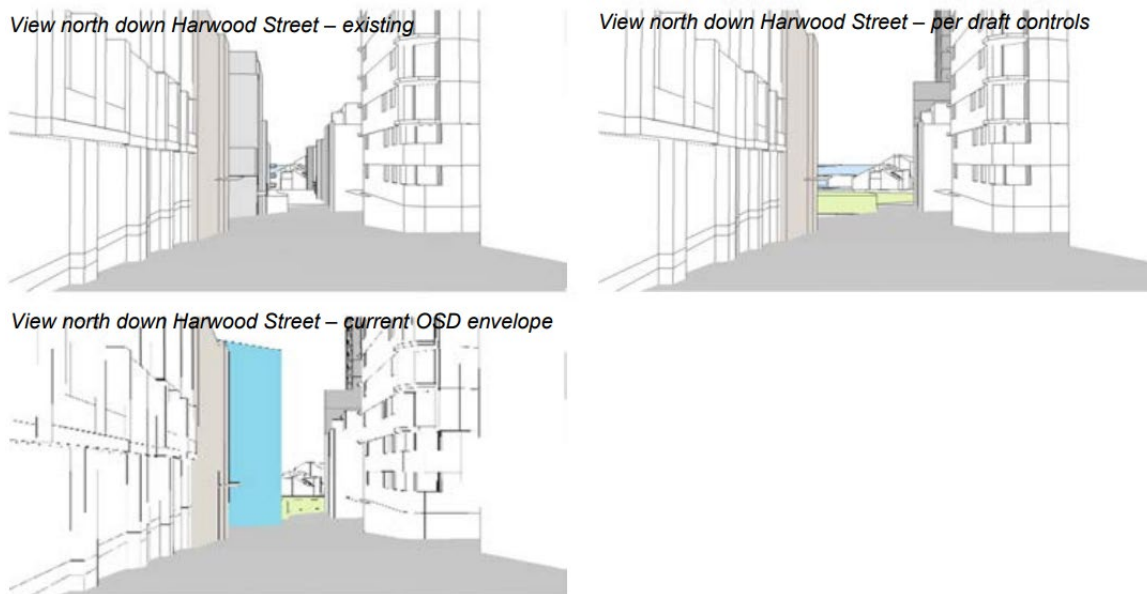 View north down Harwood Street – existing
View north down Harwood Street – per draft controls
View north down Harwood Street – current OSD envelope